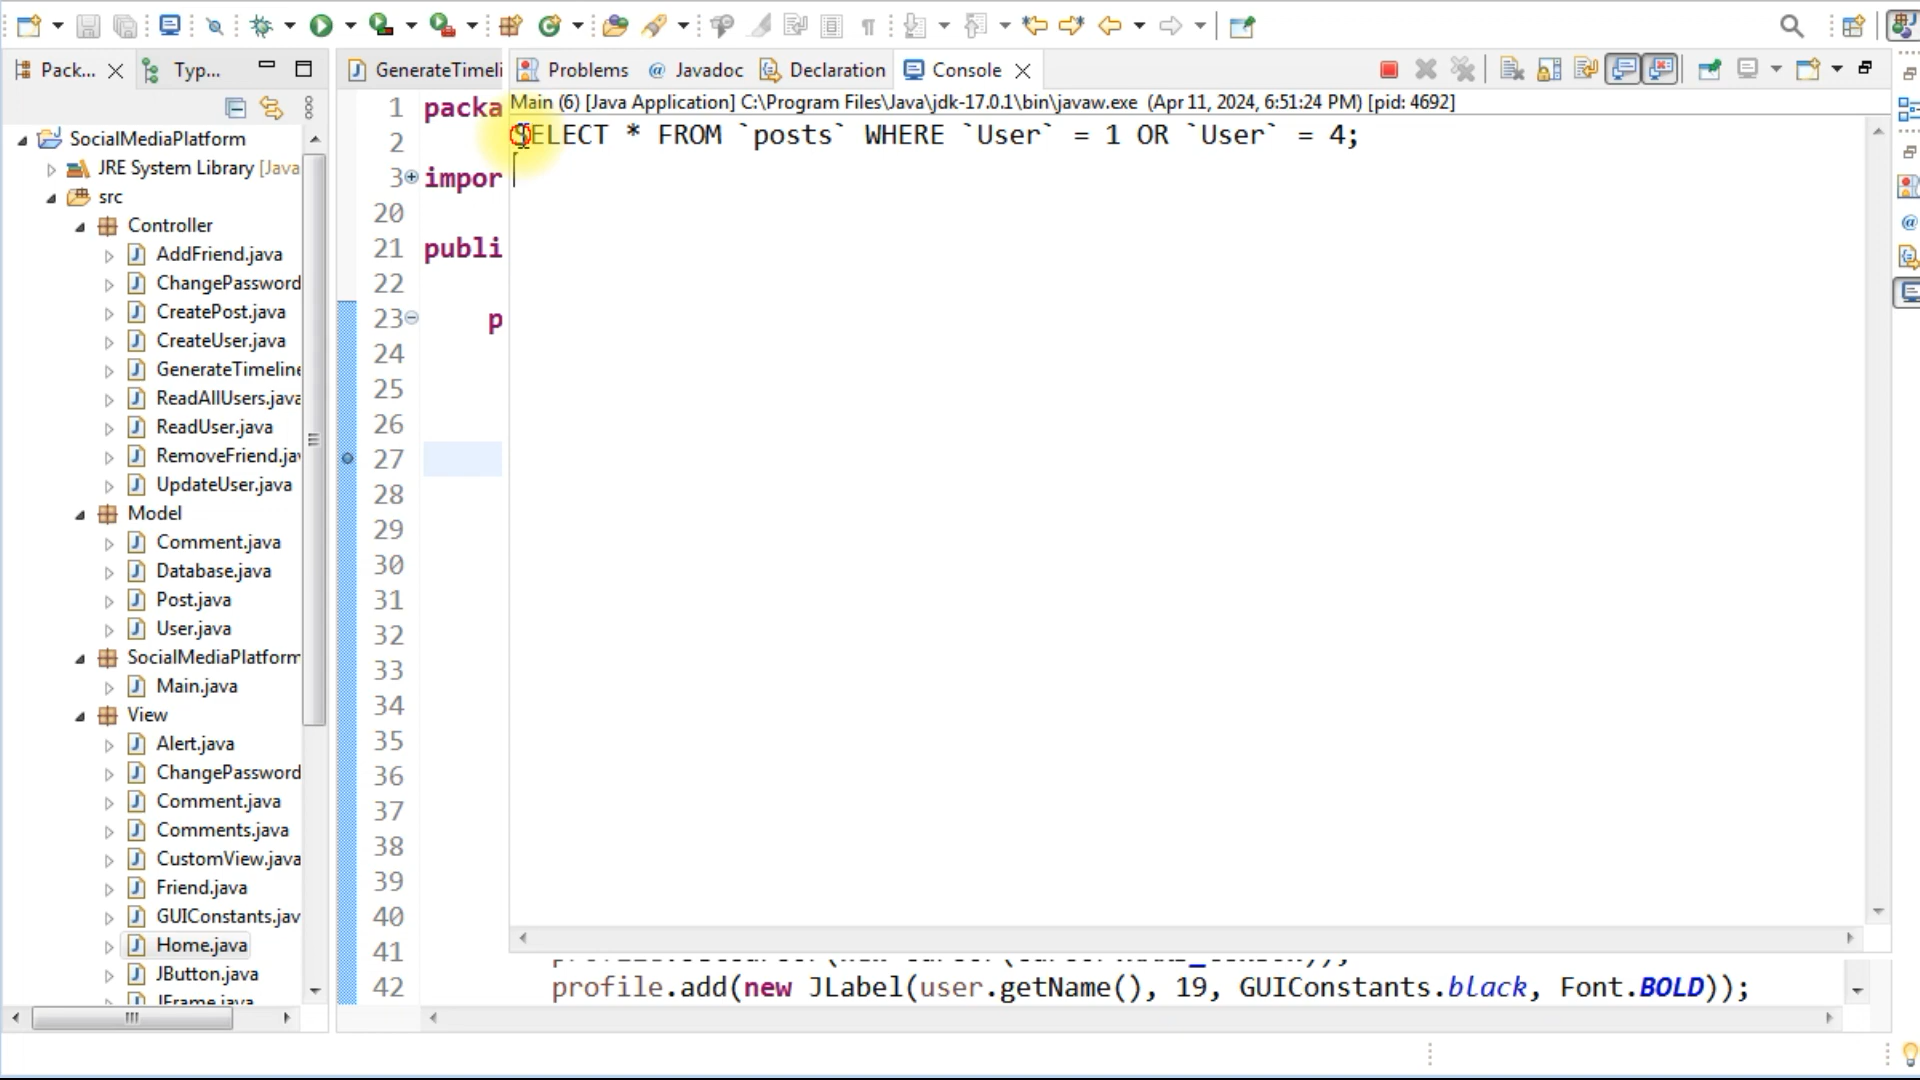 Pack...
Typ...
SocialMediaPlatform
JRE System Library [Java
src
Controller
AddFriend.java
ChangePassword
CreatePost.java
CreateUser.java
GenerateTimeline
ReadAllUsers.java
ReadUser.java
RemoveFriend.jav
UpdateUser.java
Model
Comment.java
Database.java
Post.java
User.java
SocialMediaPlatform
Main.java
View
Alert.java
ChangePassword
Comment.java
Comments.java
CustomView.java
Friend.java
GUIConstants.jav
Home.java
JButton.java
JFrame.java
GenerateTimeli
Problems
@ Javadoc
Declaration
Console
Main (6) [Java Application] C:\Program Files\Java\jdk-17.0.1\bin\javaw.exe (Apr 11, 2024, 6:51:24 PM) [pid: 4692]
SELECT * FROM `posts` WHERE `User` = 1 OR `User` = 4;
1 packa
2
3 impor
20
21 publi
22
23 p
24
25
26
27
28
29
30
31
32
33
34
35
36
37
38
39
40
41
42 profile.add(new JLabel(user.getName(), 19, GUIConstants.black, Font.BOLD));